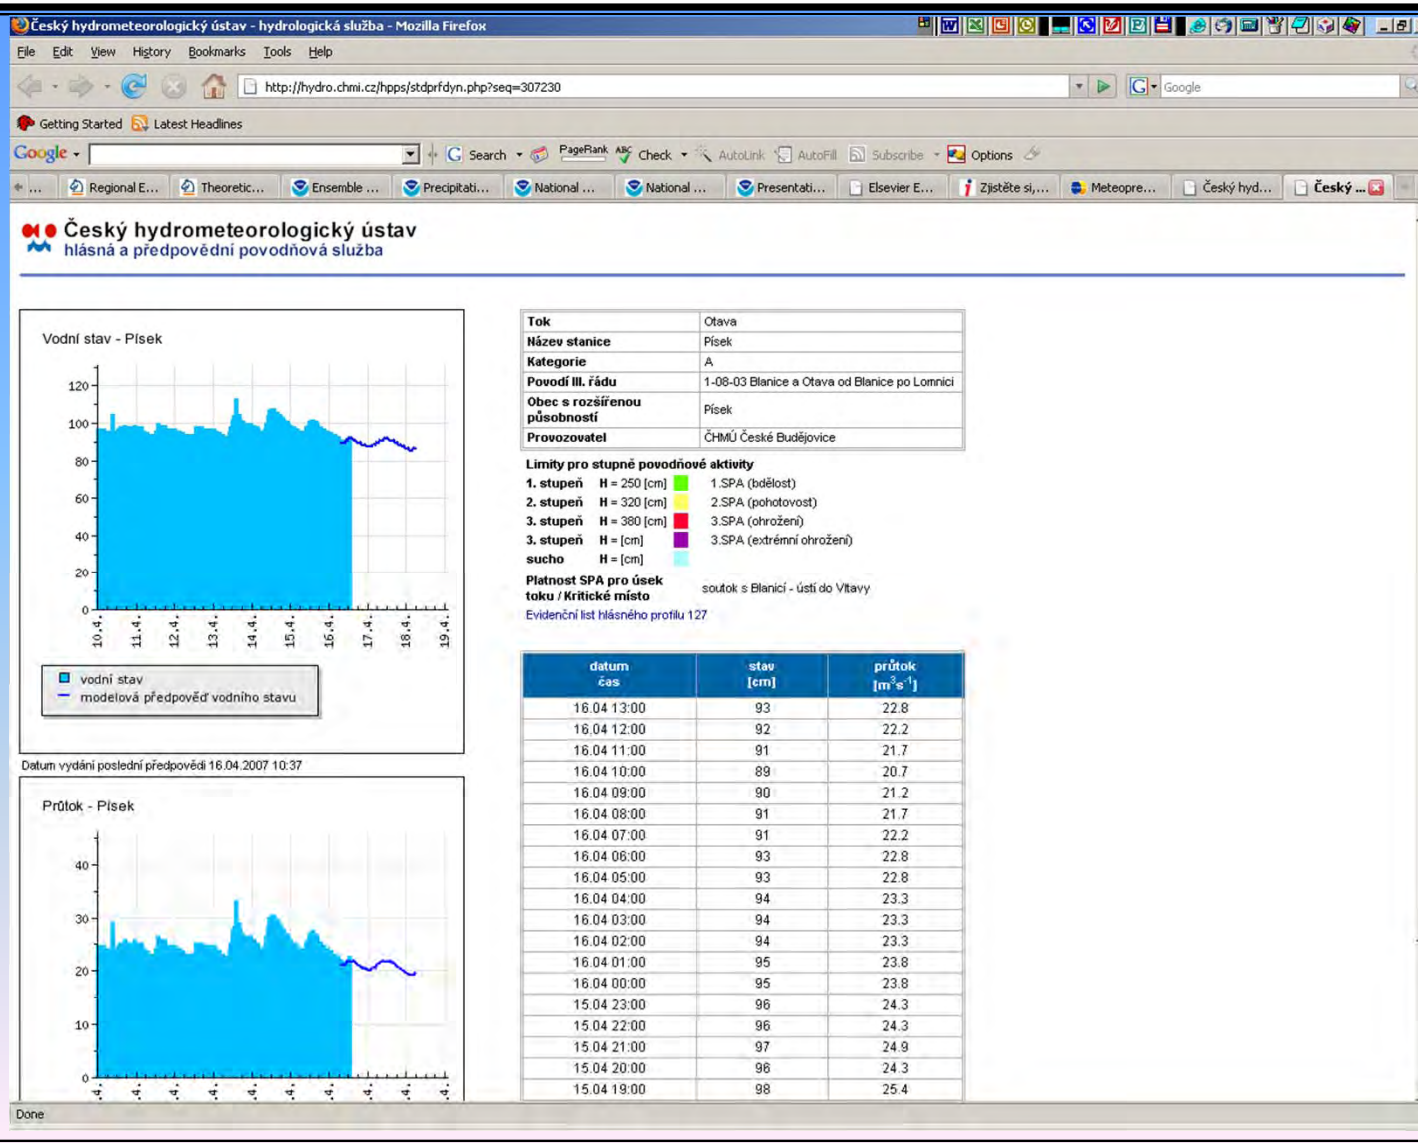 Český hydrometeorologický ústav - hydrologická služba - Mozilla Firefox
File Edit View History Bookmarks Tools Help
http://hydro.chmi.cz/hpps/stdprfdyn.php?seq=307230
Google
Getting Started Latest Headlines
Google Search PageRank Check AutoLink AutoFill Subscribe Options
... Regional E... Theoretic... Ensemble ... Precipitati... National ... National ... Presentati... Elsevier E... Zjistěte si,... Meteopre... Český hyd... Český ...
Český hydrometeorologický ústav
hlásná a předpovědní povodňová služba
Vodní stav - Písek
120
100
80
60
40
20
0
10.4. 11.4. 12.4. 13.4. 14.4. 15.4. 16.4. 17.4. 18.4. 19.4.
vodní stav
modelová předpověď vodního stavu
Datum vydání poslední předpovědi 16.04.2007 10:37
Průtok - Písek
40
30
20
10
0
4. 4. 4. 4. 4. 4. 4. 4. 4. 4.
Tok Otava
Název stanice Písek
Kategorie A
Povodí III. řádu 1-08-03 Blanice a Otava od Blanice po Lomnici
Obec s rozšířenou
působností Písek
Provozovatel ČHMÚ České Budějovice
Limity pro stupně povodňové aktivity
1. stupeň H = 250 [cm] 1.SPA (bdělost)
2. stupeň H = 320 [cm] 2.SPA (pohotovost)
3. stupeň H = 380 [cm] 3.SPA (ohrožení)
3. stupeň H = [cm] 3.SPA (extrémní ohrožení)
sucho H = [cm]
Platnost SPA pro úsek
toku / Kritické místo soutok s Blanicí - ústí do Vltavy
Evidenční list hlásného profilu 127
datum stav průtok
čas [cm] [m³s⁻¹]
16.04 13:00 93 22.8
16.04 12:00 92 22.2
16.04 11:00 91 21.7
16.04 10:00 89 20.7
16.04 09:00 90 21.2
16.04 08:00 91 21.7
16.04 07:00 91 22.2
16.04 06:00 93 22.8
16.04 05:00 93 22.8
16.04 04:00 94 23.3
16.04 03:00 94 23.3
16.04 02:00 94 23.3
16.04 01:00 95 23.8
16.04 00:00 95 23.8
15.04 23:00 96 24.3
15.04 22:00 96 24.3
15.04 21:00 97 24.9
15.04 20:00 96 24.3
15.04 19:00 98 25.4
Done